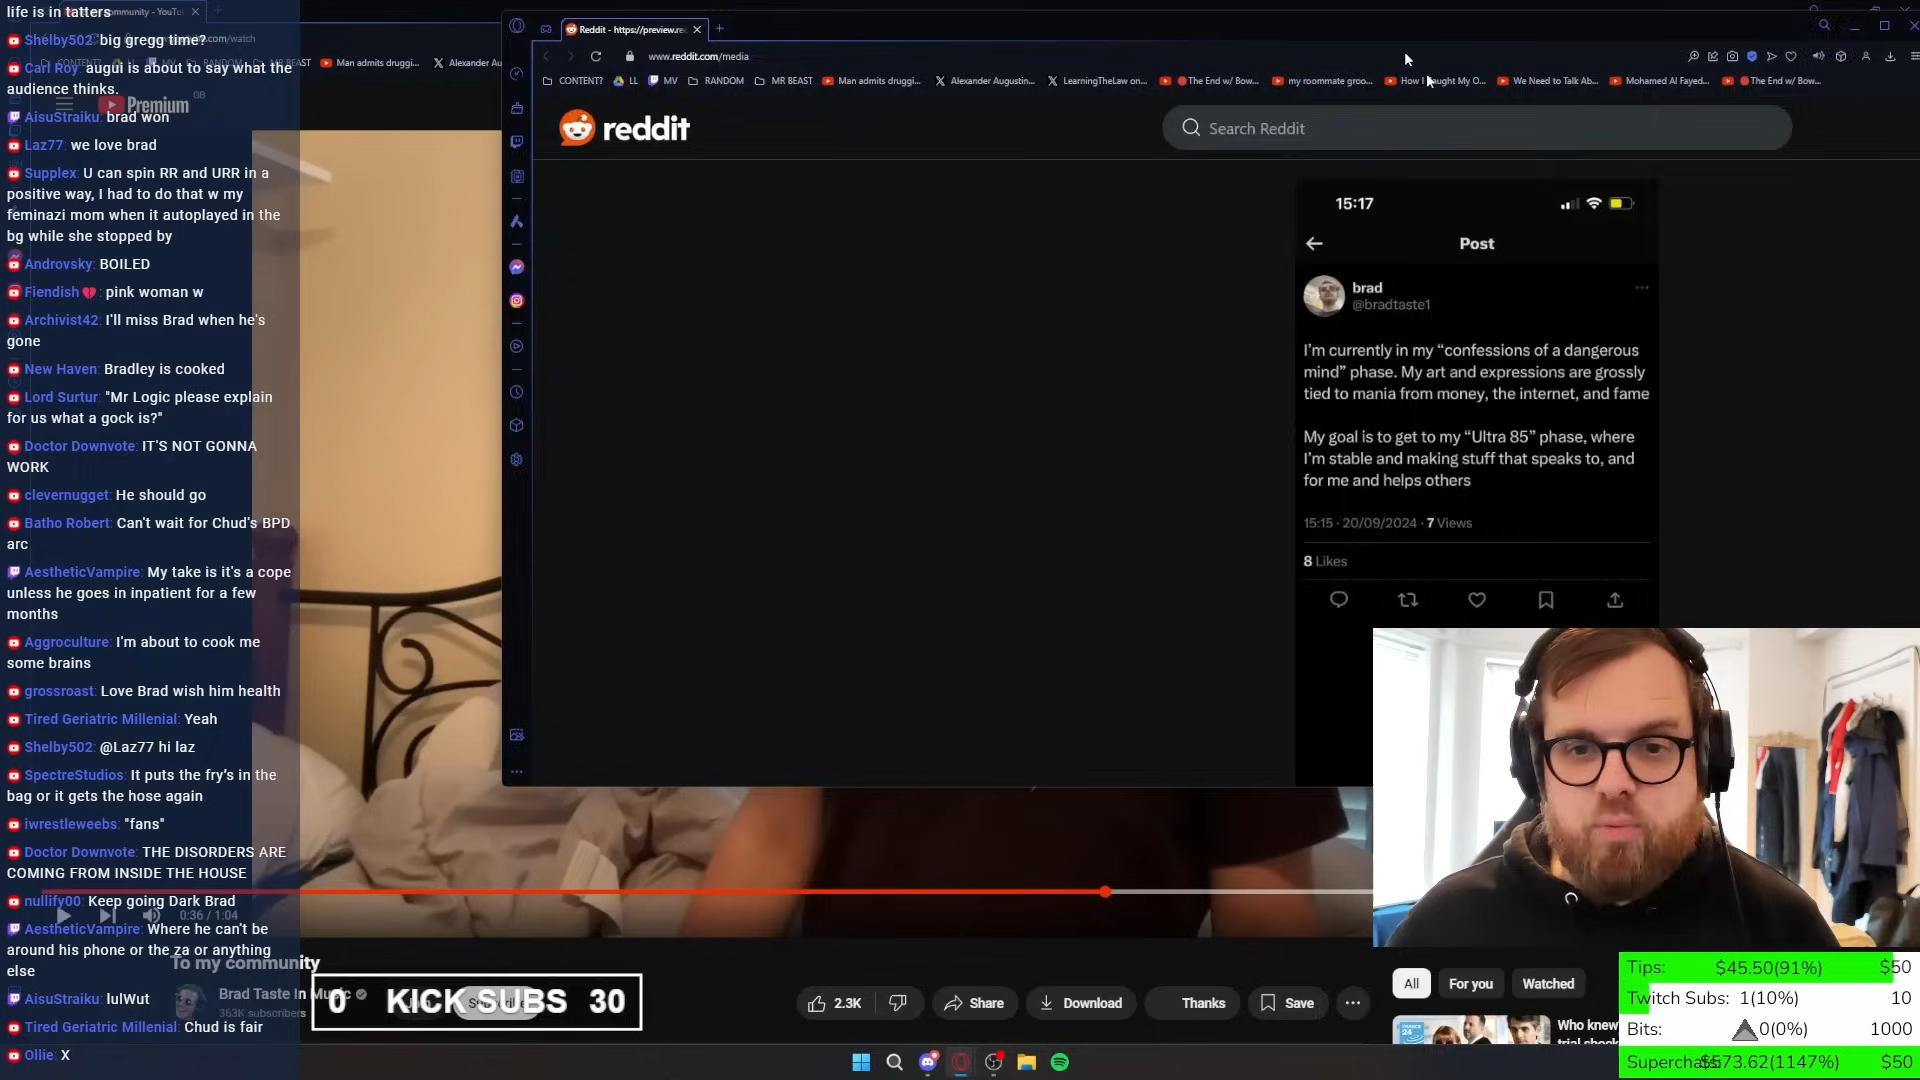 life is in tatters
Shelby502: big gregg time?
Carl Roy: augui is about to say what the
audience thinks.
AisuStraiku: brad won
Laz77: we love brad
Supplex: U can spin RR and URR in a
positive way, I had to do that w my
feminazi mom when it autoplayed in the
bg while she stopped by
Androvsky: BOILED
Fiendish💔: pink woman w
Archivist42: I'll miss Brad when he's
gone
New Haven: Bradley is cooked
Lord Surtur: "Mr Logic please explain
for us what a gock is?"
Doctor Downvote: IT'S NOT GONNA
WORK
clevernugget: He should go
Batho Robert: Can't wait for Chud's BPD
arc
AestheticVampire: My take is it's a cope
unless he goes in inpatient for a few
months
Aggroculture: I'm about to cook me
some brains
grossroast: Love Brad wish him health
Tired Geriatric Millenial: Yeah
Shelby502: @Laz77 hi laz
SpectreStudios: It puts the fry's in the
bag or it gets the hose again
iwrestleweebs: "fans"
Doctor Downvote: THE DISORDERS ARE
COMING FROM INSIDE THE HOUSE
nullify00: Keep going Dark Brad
AestheticVampire: Where he can't be
around his phone or the za or anything
else
AisuStraiku: lulWut
Tired Geriatric Millenial: Chud is fair
Ollie: X
Premium
GB
Man admits druggi...
Alexander Au
Reddit - https://preview.re
www.reddit.com/media
CONTENT?
LL
MV
RANDOM
MR BEAST
Man admits druggi...
Alexander Augustin...
LearningTheLaw on...
The End w/ Bow...
my roommate groo...
We Need to Talk Ab...
Mohamed Al Fayed...
The End w/ Bow...
reddit
Search Reddit
15:17
Post
brad
@bradtaste1
I'm currently in my "confessions of a dangerous
mind" phase. My art and expressions are grossly
tied to mania from money, the internet, and fame
My goal is to get to my "Ultra 85" phase, where
I'm stable and making stuff that speaks to, and
for me and helps others
15:15 · 20/09/2024 · 7 Views
8 Likes
0:36 / 1:04
To my community
Brad Taste In Music
363K subscribers
0 KICK SUBS 30
2.3K
Share
Download
Thanks
Save
All
For you
Watched
FRANCE
24
Who knew
Tips: $45.50(91%) $50
Twitch Subs: 1(10%) 10
Bits: 0(0%) 1000
Superchats: $573.62(1147%) $50